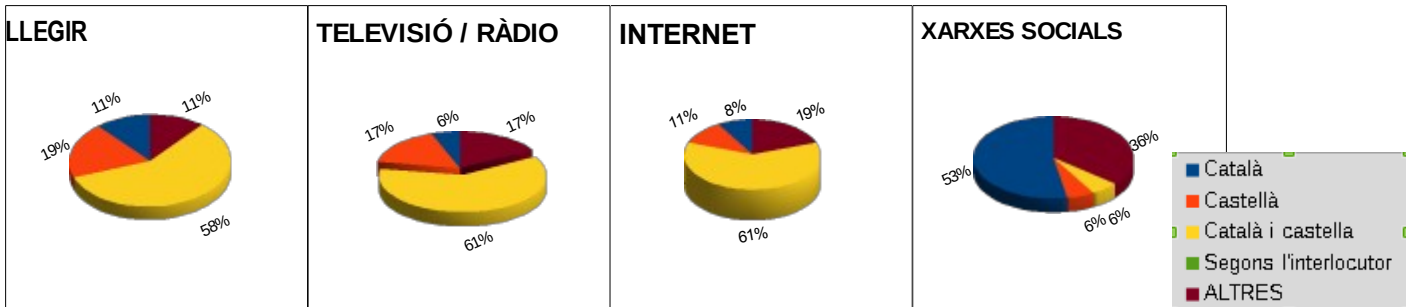 LLEGIR
11%
11%
19%
58%
TELEVISIÓ / RÀDIO
6%
17%
17%
61%
INTERNET
8%
11%
19%
61%
XARXES SOCIALS
36%
53%
6%
6%
Català
Castellà
Català i castella
Segons l'interlocutor
ALTRES